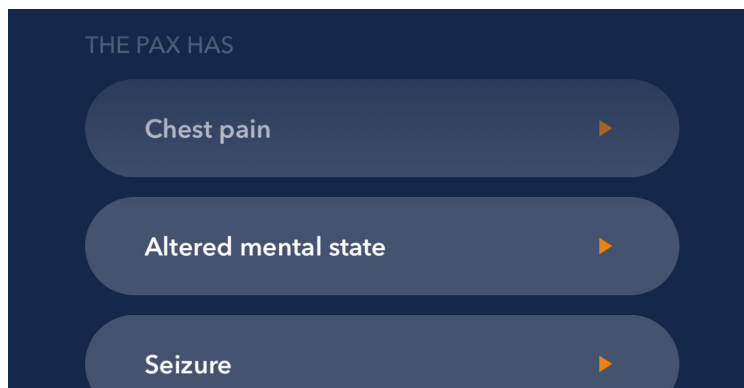 THE PAX HAS
Chest pain
Altered mental state
Seizure